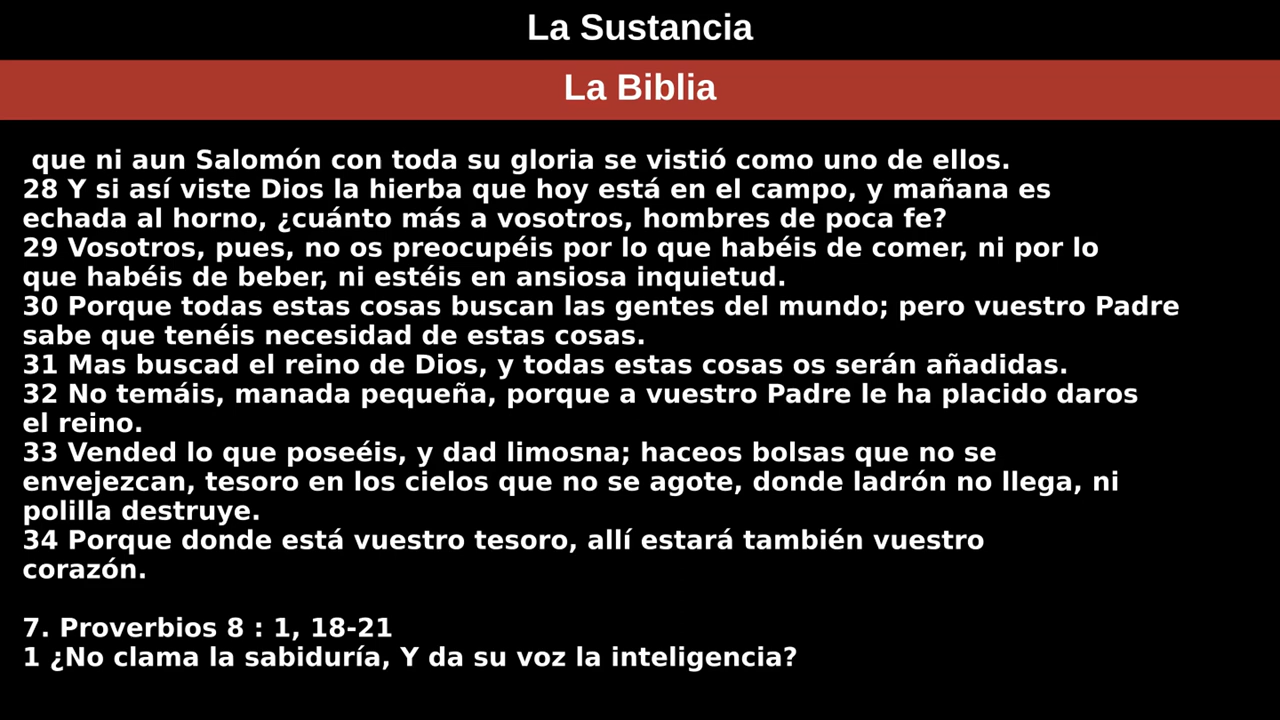 La Sustancia
La Biblia
que ni aun Salomón con toda su gloria se vistió como uno de ellos.
28 Y si así viste Dios la hierba que hoy está en el campo, y mañana es
echada al horno, ¿cuánto más a vosotros, hombres de poca fe?
29 Vosotros, pues, no os preocupéis por lo que habéis de comer, ni por lo
que habéis de beber, ni estéis en ansiosa inquietud.
30 Porque todas estas cosas buscan las gentes del mundo; pero vuestro Padre
sabe que tenéis necesidad de estas cosas.
31 Mas buscad el reino de Dios, y todas estas cosas os serán añadidas.
32 No temáis, manada pequeña, porque a vuestro Padre le ha placido daros
el reino.
33 Vended lo que poseéis, y dad limosna; haceos bolsas que no se
envejezcan, tesoro en los cielos que no se agote, donde ladrón no llega, ni
polilla destruye.
34 Porque donde está vuestro tesoro, allí estará también vuestro
corazón.
7. Proverbios 8 : 1, 18-21
1 ¿No clama la sabiduría, Y da su voz la inteligencia?